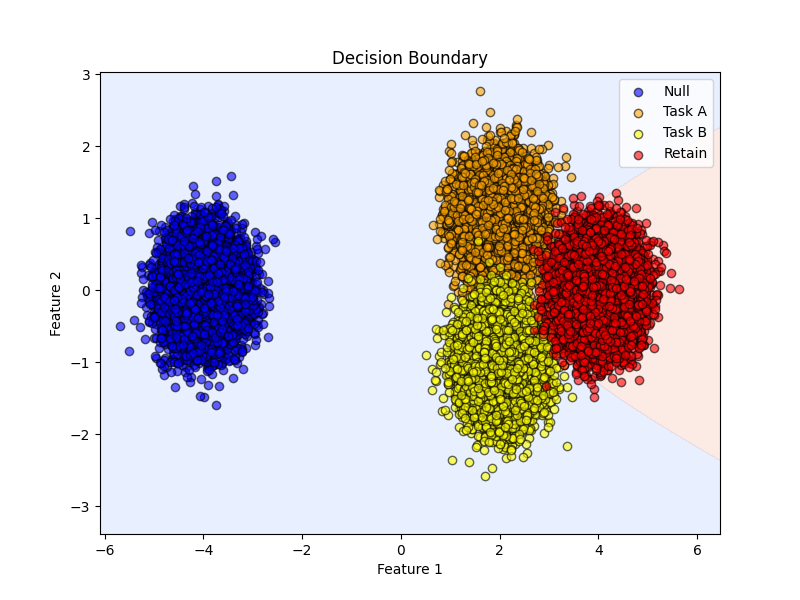 Decision Boundary
Null
Task A
Task B
Retain
3
2
1
0
−1
−2
−3
Feature 2
−6
−4
−2
0
2
4
6
Feature 1